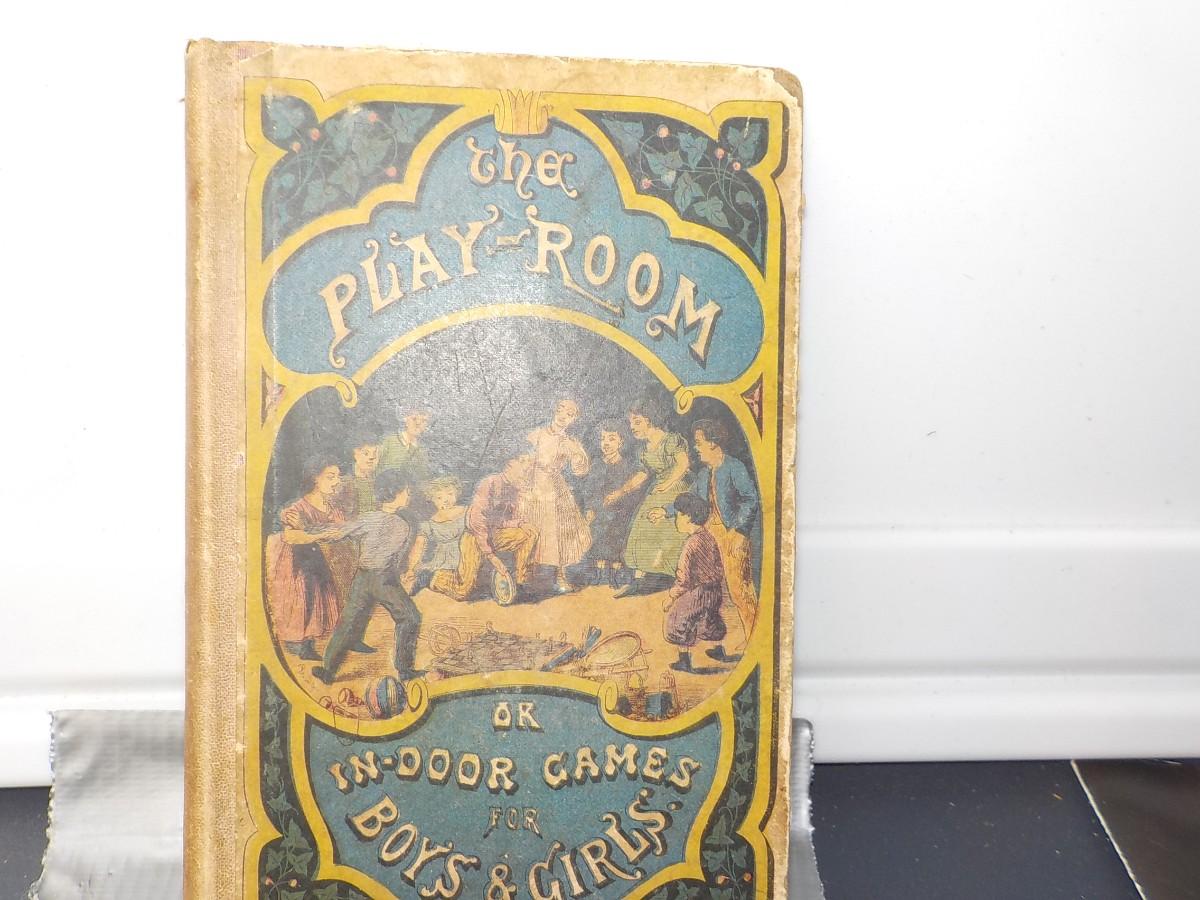 the
PLAY-ROOM
OR
IN-DOOR GAMES
FOR
BOYS & GIRLS.